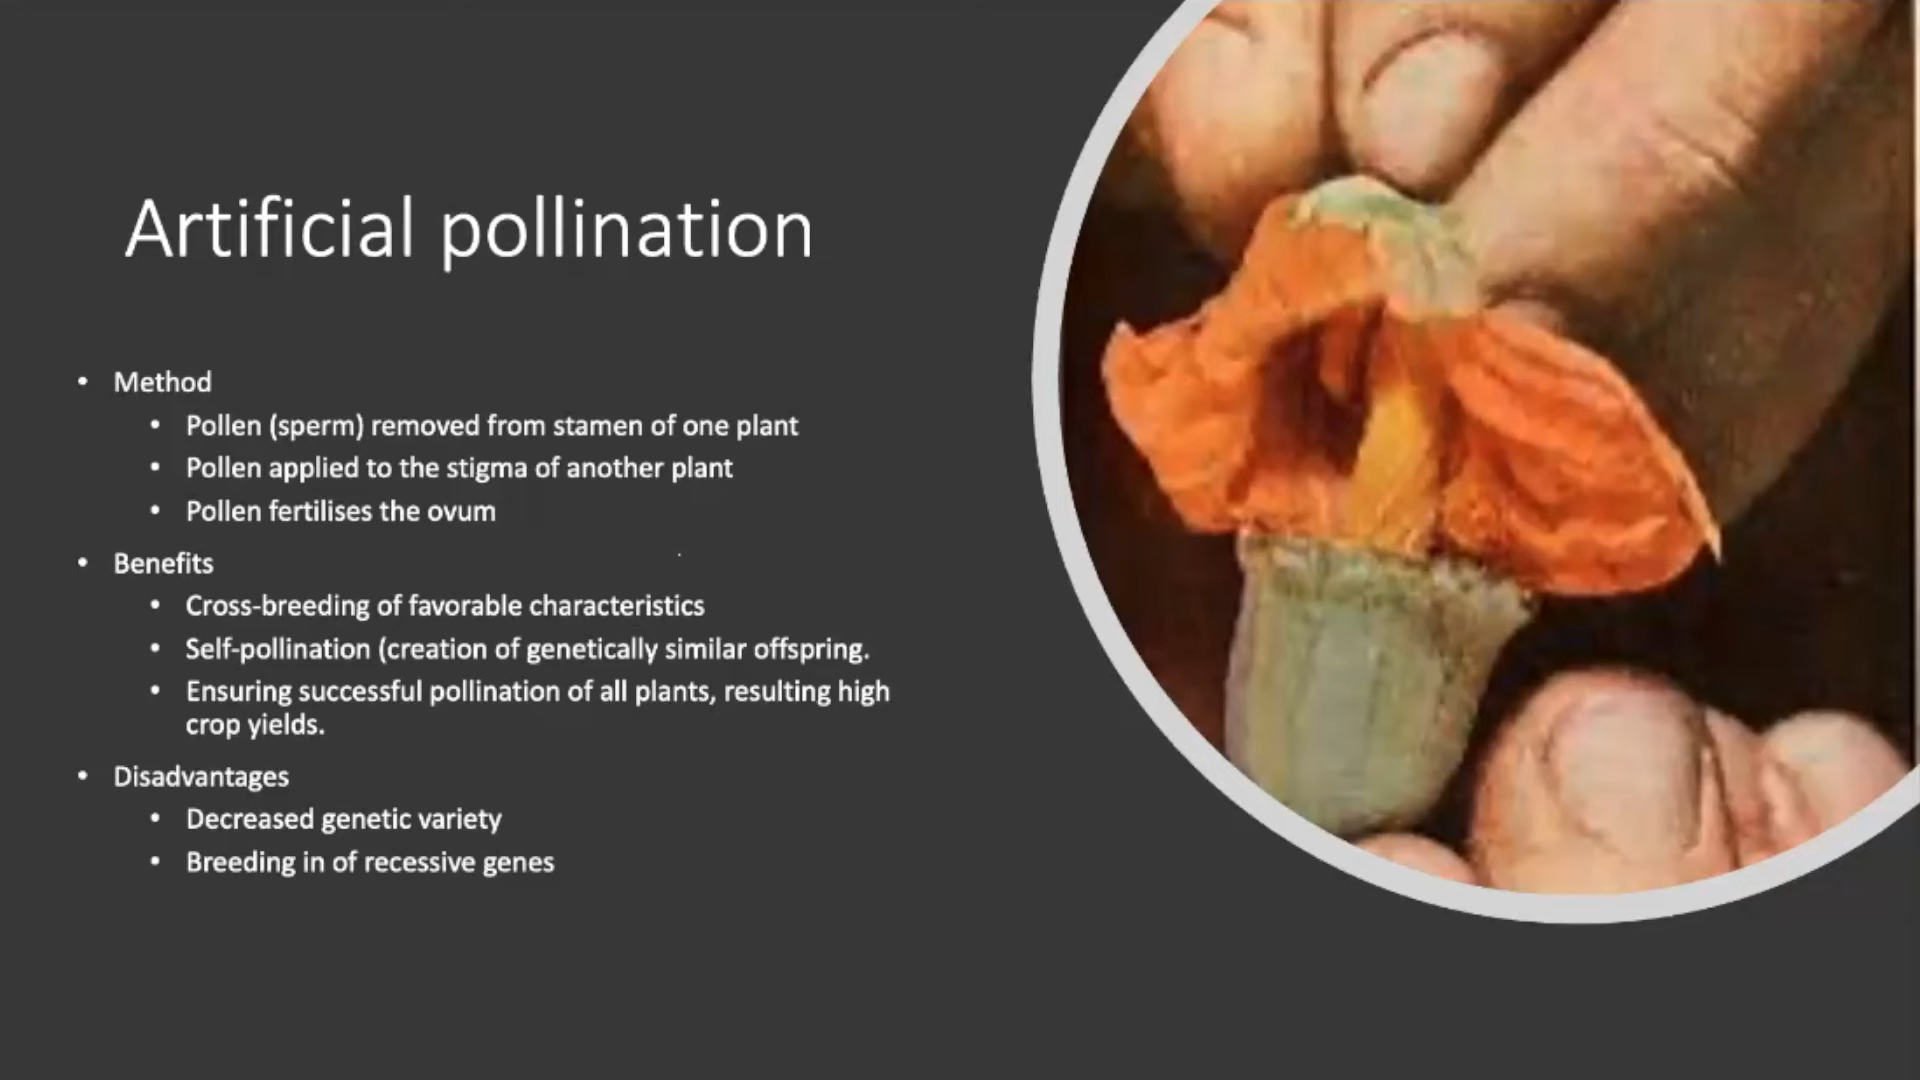 Artificial pollination
• Method
• Pollen (sperm) removed from stamen of one plant
• Pollen applied to the stigma of another plant
• Pollen fertilises the ovum
• Benefits
• Cross-breeding of favorable characteristics
• Self-pollination (creation of genetically similar offspring.
• Ensuring successful pollination of all plants, resulting high
crop yields.
• Disadvantages
• Decreased genetic variety
• Breeding in of recessive genes